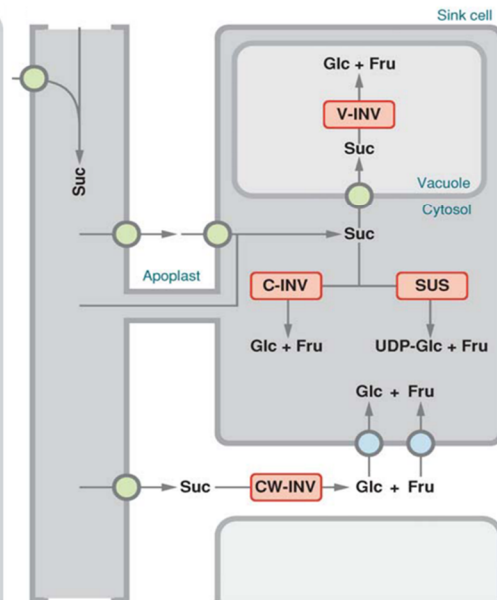 Sink cell
Glc + Fru
V-INV
Suc
Suc
Vacuole
Cytosol
Suc
Apoplast
C-INV
SUS
Glc + Fru
UDP-Glc + Fru
Glc + Fru
Suc
CW-INV
Glc + Fru